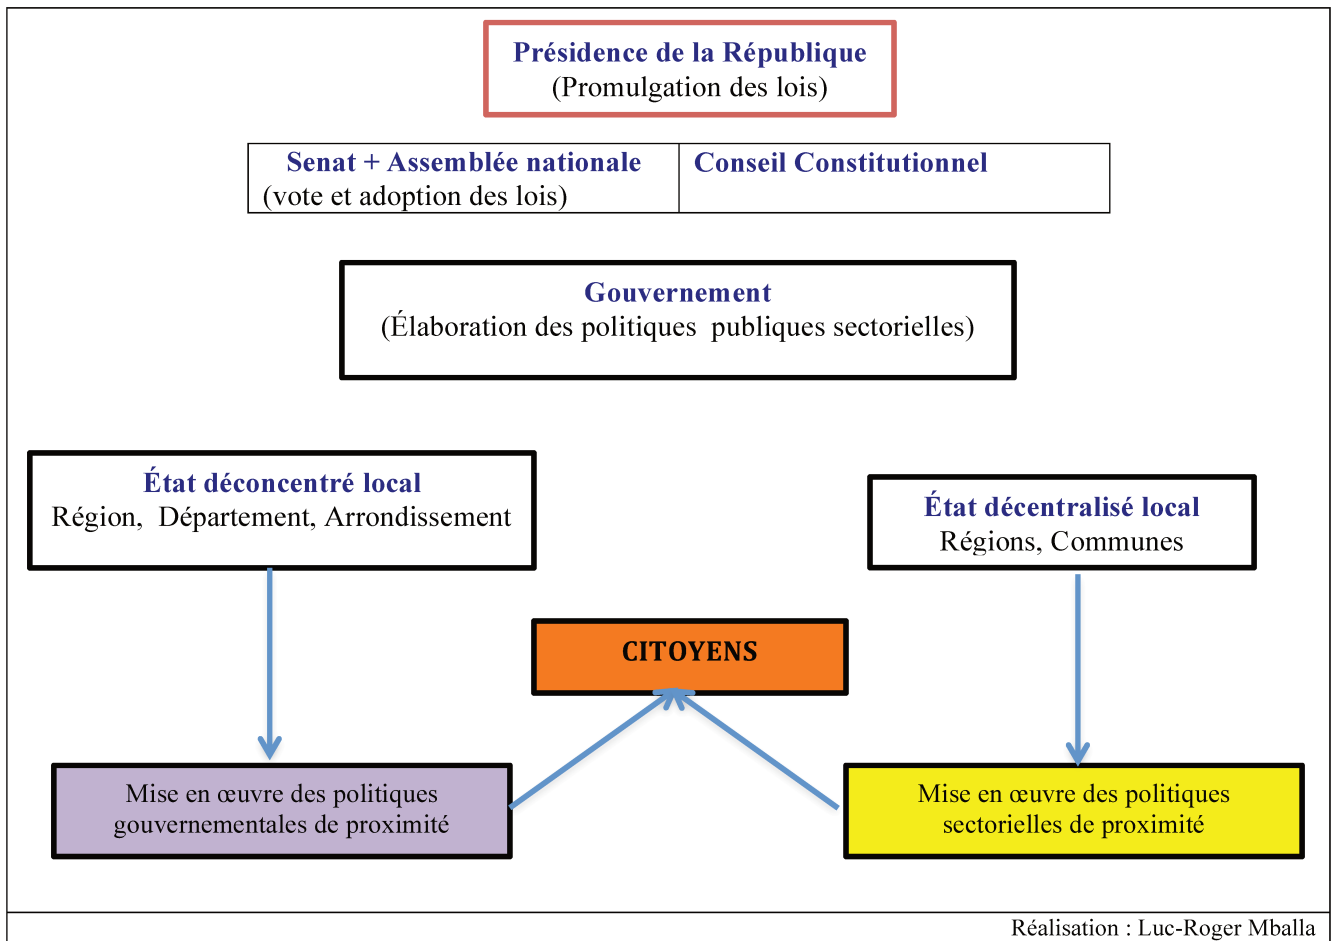 Présidence de la République
(Promulgation des lois)
Senat + Assemblée nationale
(vote et adoption des lois)
Conseil Constitutionnel
Gouvernement
(Élaboration des politiques publiques sectorielles)
État déconcentré local
Région, Département, Arrondissement
État décentralisé local
Régions, Communes
CITOYENS
Mise en œuvre des politiques
gouvernementales de proximité
Mise en œuvre des politiques
sectorielles de proximité
Réalisation : Luc-Roger Mballa